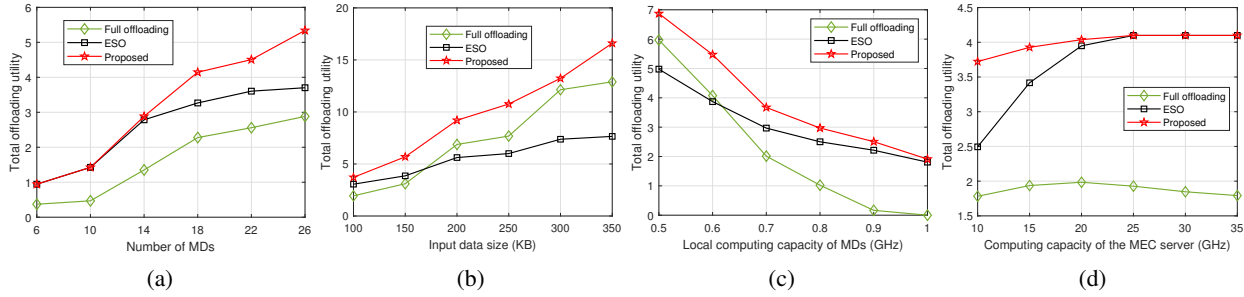 Total offloading utility
6
5
4
3
2
1
0
Full offloading
ESO
Proposed
6 10 14 18 22 26
Number of MDs
(a)
Total offloading utility
20
15
10
5
0
Full offloading
ESO
Proposed
100 150 200 250 300 350
Input data size (KB)
(b)
Total offloading utility
7
6
5
4
3
2
1
0
Full offloading
ESO
Proposed
0.5 0.6 0.7 0.8 0.9 1
Local computing capacity of MDs (GHz)
(c)
Total offloading utility
4.5
4
3.5
3
2.5
2
1.5
Full offloading
ESO
Proposed
10 15 20 25 30 35
Computing capacity of the MEC server (GHz)
(d)